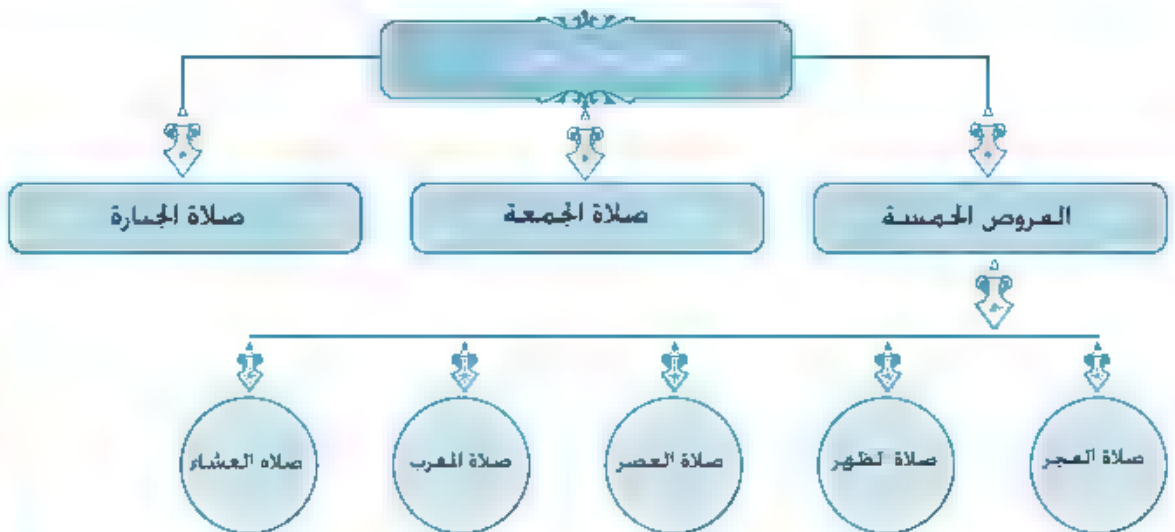 الفروض الخمسة
صلاة الجمعة
صلاة الجنازة
صلاة الفجر
صلاة الظهر
صلاة العصر
صلاة المغرب
صلاة العشاء